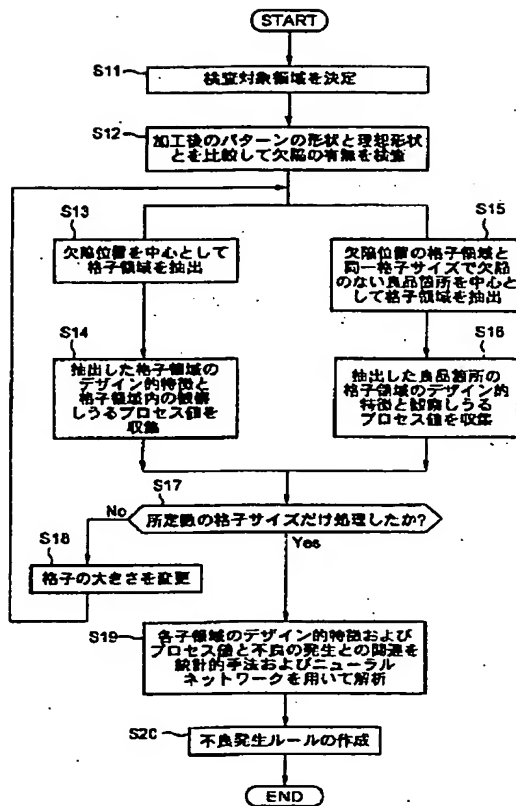 START
S11
検査対象領域を決定
S12
加工後のパターンの形状と理想形状
とを比較して欠陥の有無を検査
S13
欠陥位置を中心として
格子領域を抽出
S15
欠陥位置の格子領域と
同一格子サイズで欠陥
のない良品箇所を中心と
して格子領域を抽出
S14
抽出した格子領域の
デザイン的特徴と
格子領域内の観察
しうるプロセス値を
収集
S16
抽出した良品箇所の
格子領域のデザイン的
特徴と観察しうる
プロセス値を収集
S17
所定数の格子サイズだけ処理したか?
No
Yes
S18
格子の大きさを変更
S19
各子領域のデザイン的特徴および
プロセス値と不良の発生との関連を
統計的手法およびニューラル
ネットワークを用いて解析
S20
不良発生ルールの作成
END